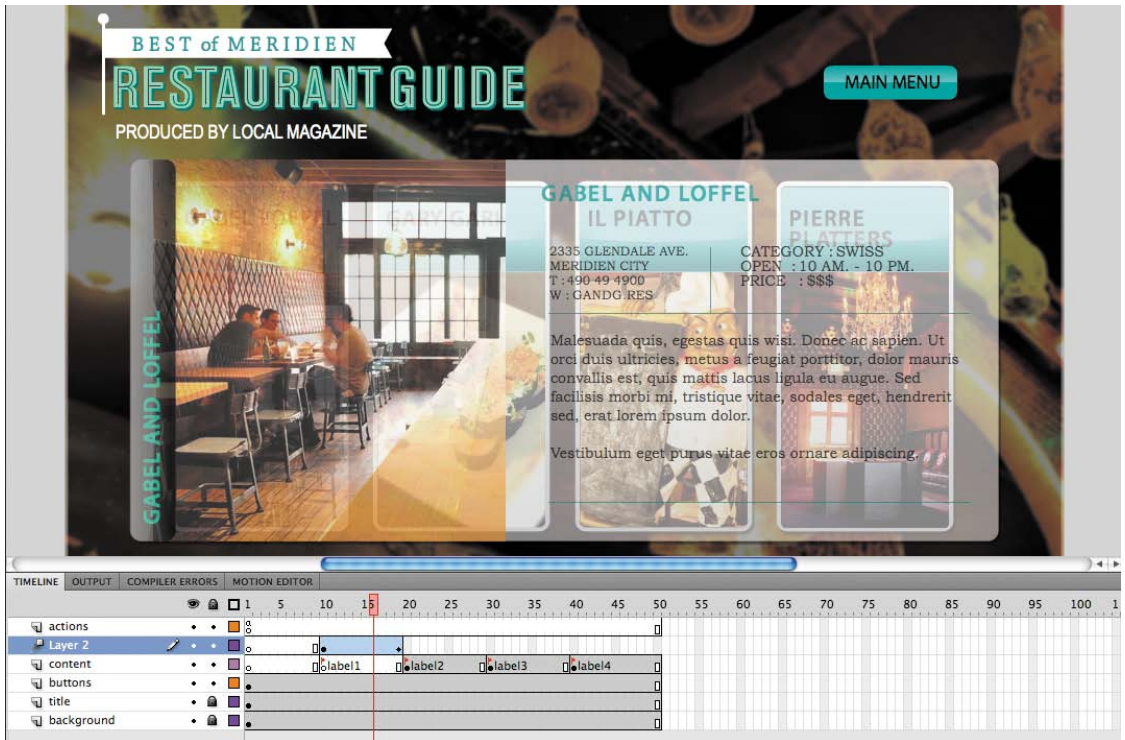 BEST of MERIDIEN
RESTAURANT GUIDE
PRODUCED BY LOCAL MAGAZINE
MAIN MENU
GABEL AND LOFFEL
GABEL AND LOFFEL
IL PIATTO
PIERRE
PLATTERS
2335 GLENDALE AVE.
MERIDIEN CITY
T : 490 49 4900
W : GANDG.RES
CATEGORY : SWISS
OPEN : 10 AM. - 10 PM.
PRICE : $$$
Malesuada quis, egestas quis wisi. Donec ac sapien. Ut
orci duis ultricies, metus a feugiat porttitor, dolor mauris
convallis est, quis mattis lacus ligula eu augue. Sed
facilisis morbi mi, tristique vitae, sodales eget, hendrerit
sed, erat lorem ipsum dolor.
Vestibulum eget purus vitae eros ornare adipiscing.
TIMELINE OUTPUT COMPILER ERRORS MOTION EDITOR
1 5 10 15 20 25 30 35 40 45 50 55 60 65 70 75 80 85 90 95 100 1
actions
Layer 2
content label1 label2 label3 label4
buttons
title
background